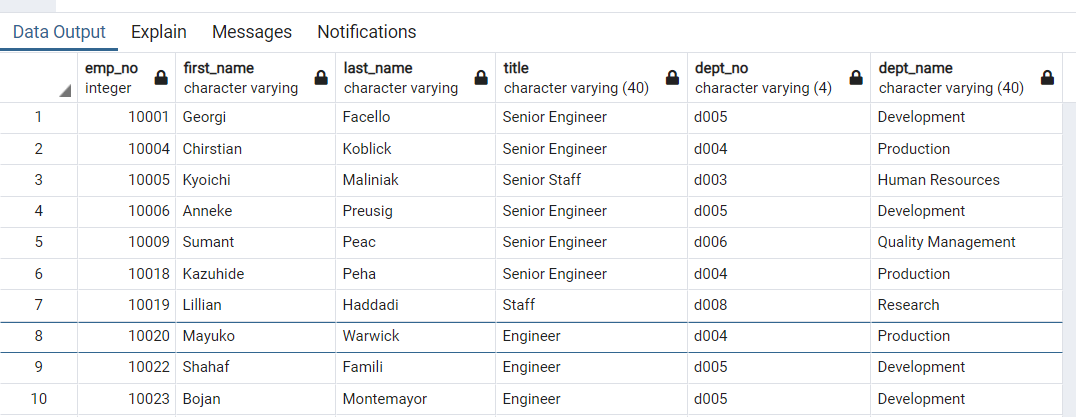 Data Output Explain Messages Notifications
emp_no first_name last_name title dept_no dept_name
integer character varying character varying character varying (40) character varying (4) character varying (40)
1 10001 Georgi Facello Senior Engineer d005 Development
2 10004 Chirstian Koblick Senior Engineer d004 Production
3 10005 Kyoichi Maliniak Senior Staff d003 Human Resources
4 10006 Anneke Preusig Senior Engineer d005 Development
5 10009 Sumant Peac Senior Engineer d006 Quality Management
6 10018 Kazuhide Peha Senior Engineer d004 Production
7 10019 Lillian Haddadi Staff d008 Research
8 10020 Mayuko Warwick Engineer d004 Production
9 10022 Shahaf Famili Engineer d005 Development
10 10023 Bojan Montemayor Engineer d005 Development